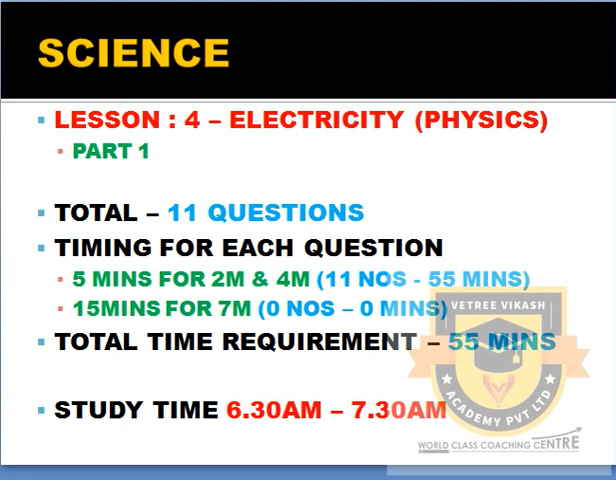 SCIENCE
LESSON : 4 – ELECTRICITY (PHYSICS)
PART 1
TOTAL – 11 QUESTIONS
TIMING FOR EACH QUESTION
5 MINS FOR 2M & 4M (11 NOS - 55 MINS)
15MINS FOR 7M (0 NOS – 0 MINS)
VETREE VIKASH
TOTAL TIME REQUIREMENT – 55 MINS
ACADEMY PVT LTD
STUDY TIME 6.30AM – 7.30AM
WORLD CLASS COACHING CENTRE